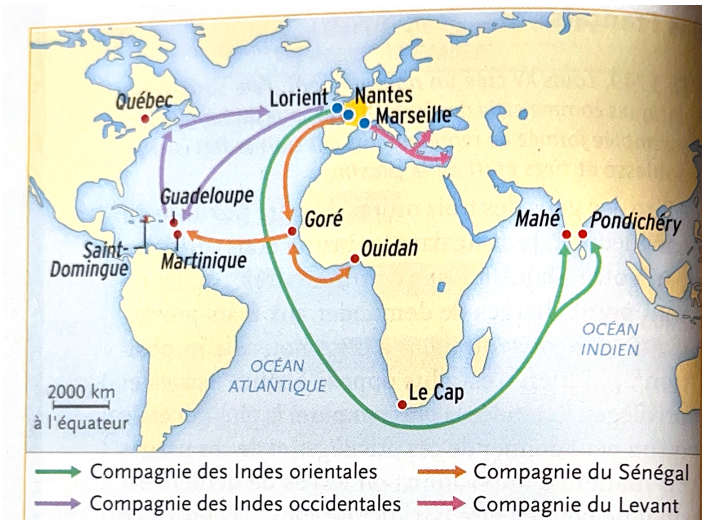 Québec
Lorient
Nantes
Marseille
Guadeloupe
Saint-
Domingue
Martinique
Goré
Ouidah
Mahé
Pondichéry
OCÉAN
INDIEN
OCÉAN
ATLANTIQUE
Le Cap
2000 km
à l'équateur
Compagnie des Indes orientales
Compagnie du Sénégal
Compagnie des Indes occidentales
Compagnie du Levant